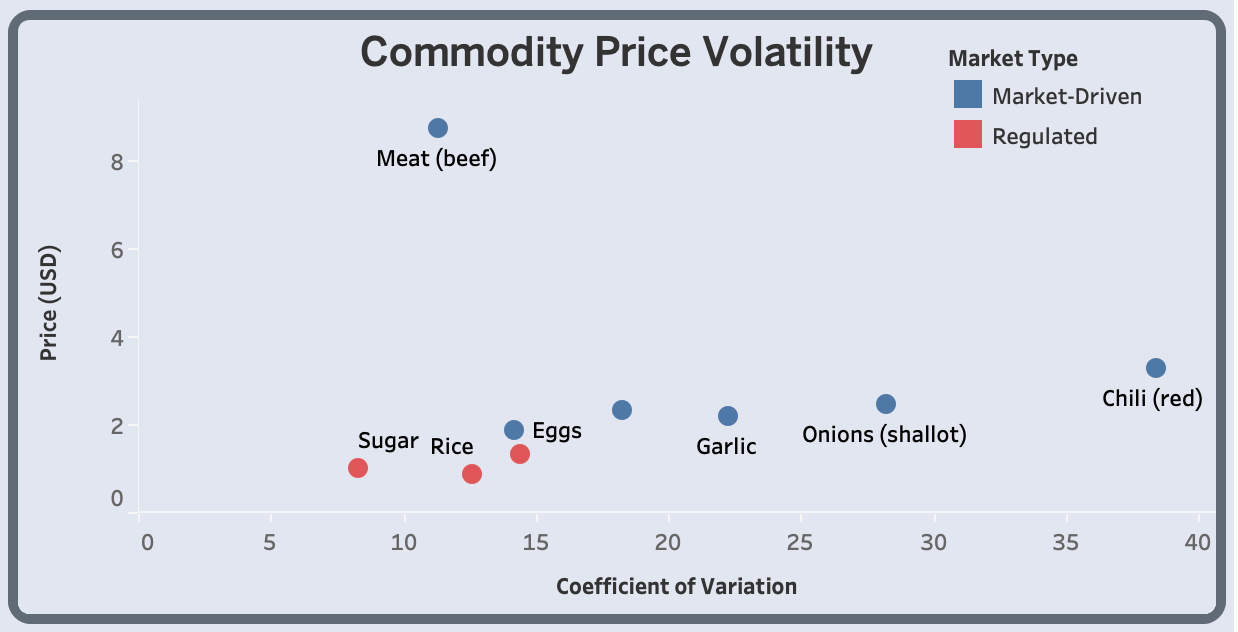 Commodity Price Volatility
Market Type
Market-Driven
Regulated
Price (USD)
8
6
4
2
0
Meat (beef)
Chili (red)
Sugar
Rice
Eggs
Garlic
Onions (shallot)
0 5 10 15 20 25 30 35 40
Coefficient of Variation